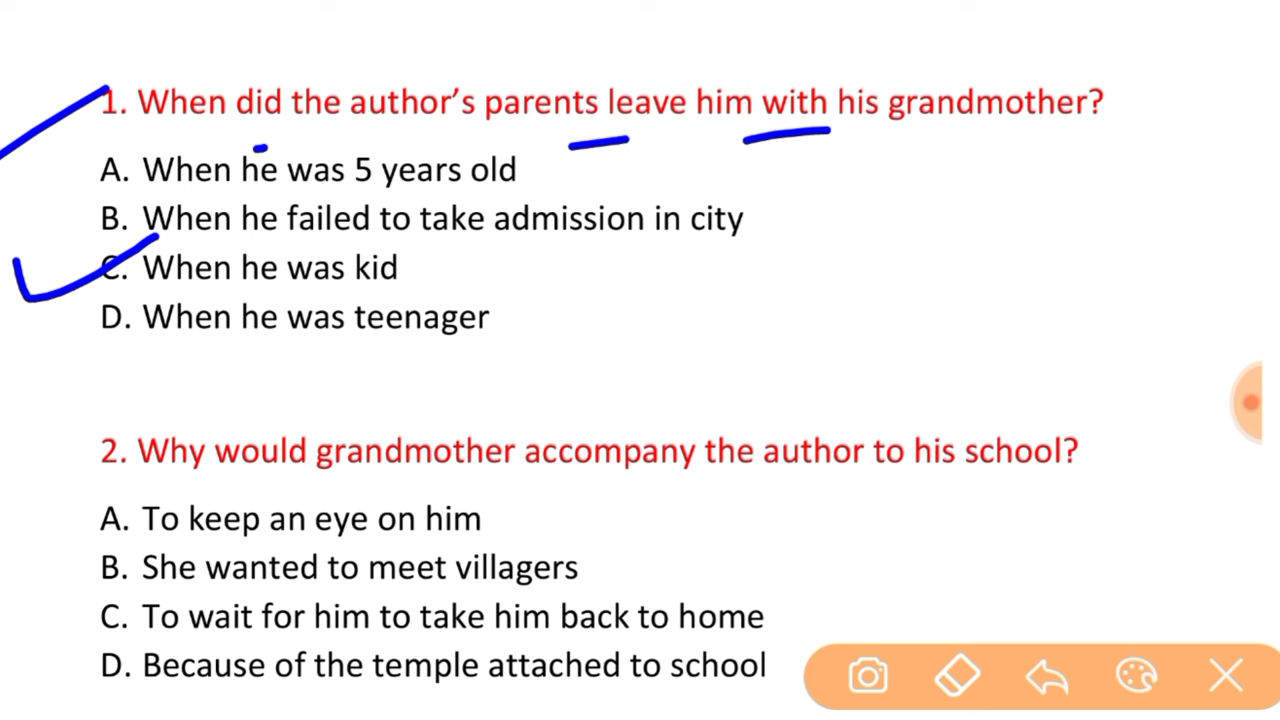 1. When did the author's parents leave him with his grandmother?
A. When he was 5 years old
B. When he failed to take admission in city
C. When he was kid
D. When he was teenager
2. Why would grandmother accompany the author to his school?
A. To keep an eye on him
B. She wanted to meet villagers
C. To wait for him to take him back to home
D. Because of the temple attached to school